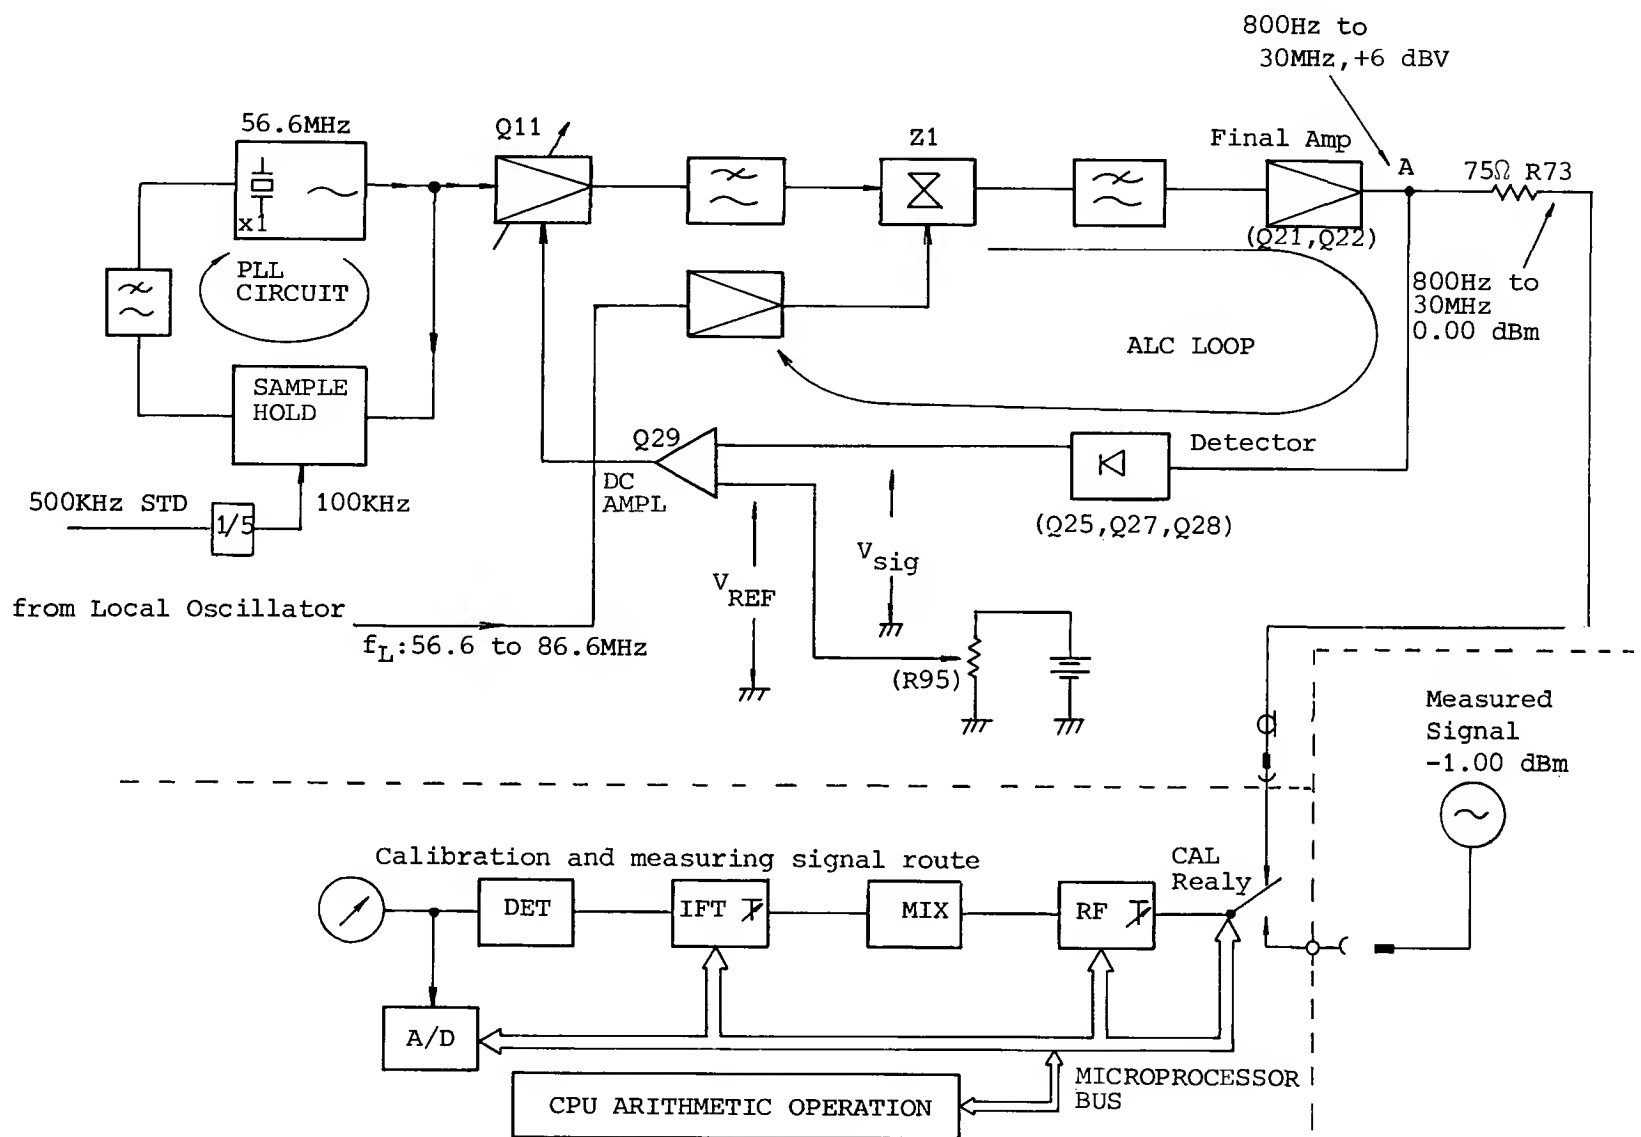 800Hz to
30MHz,+6 dBV
56.6MHz
Q11
Z1
Final Amp
A
75Ω R73
x1
(Q21,Q22)
PLL
CIRCUIT
800Hz to
30MHz
0.00 dBm
ALC LOOP
SAMPLE
HOLD
Q29
DC
AMPL
Detector
500KHz STD
1/5
100KHz
(Q25,Q27,Q28)
Vsig
VREF
from Local Oscillator
fL:56.6 to 86.6MHz
(R95)
Measured
Signal
-1.00 dBm
Calibration and measuring signal route
CAL
Realy
DET
IFT
MIX
RF
A/D
MICROPROCESSOR
BUS
CPU ARITHMETIC OPERATION